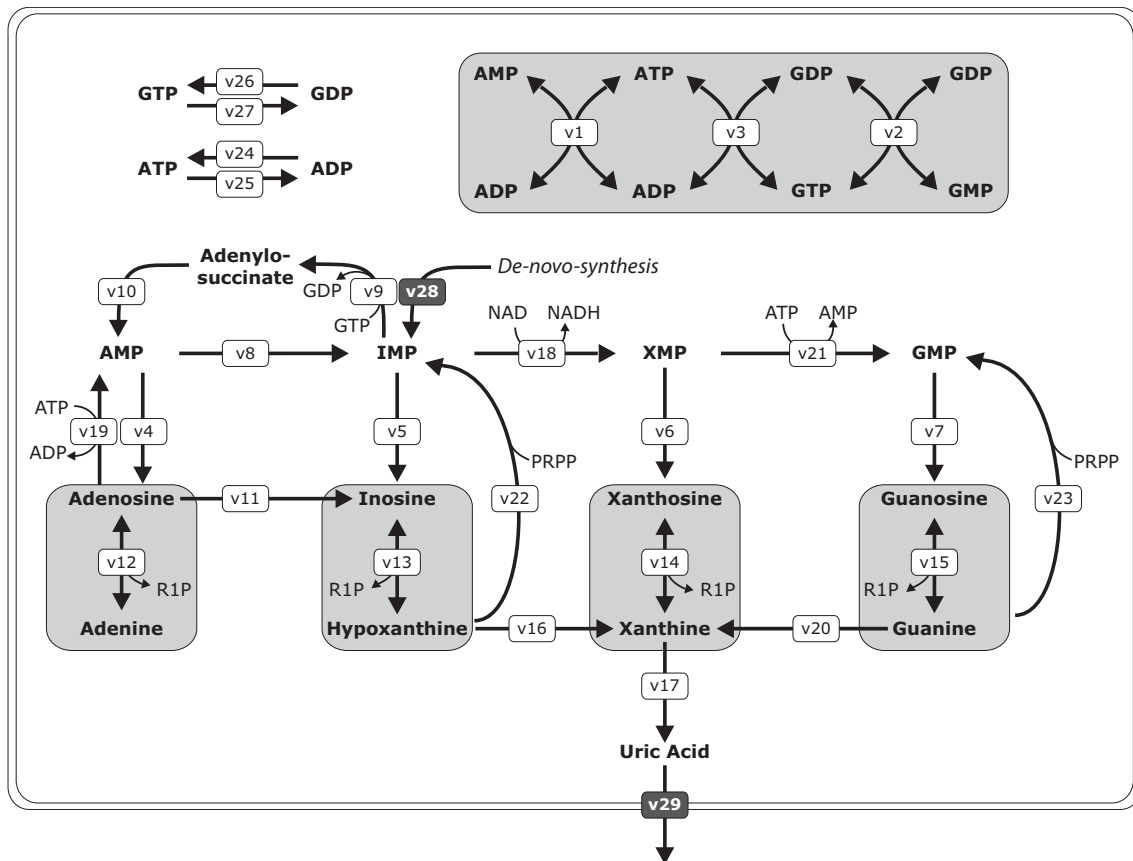 v26
GTP GDP
v27
v24
ATP ADP
v25
AMP ATP GDP GDP
v1 v3 v2
ADP ADP GTP GMP
Adenylo-
succinate
De-novo-synthesis
v10 GDP v9 v28
GTP
NAD NADH
ATP AMP
AMP v8 IMP v18 XMP v21 GMP
ATP
v19 v4 v5 v6 v7
ADP
PRPP PRPP
Adenosine v11 Inosine v22 Xanthosine Guanosine v23
v12 v13 v14 v15
R1P R1P R1P R1P
Adenine Hypoxanthine v16 Xanthine v20 Guanine
v17
Uric Acid
v29